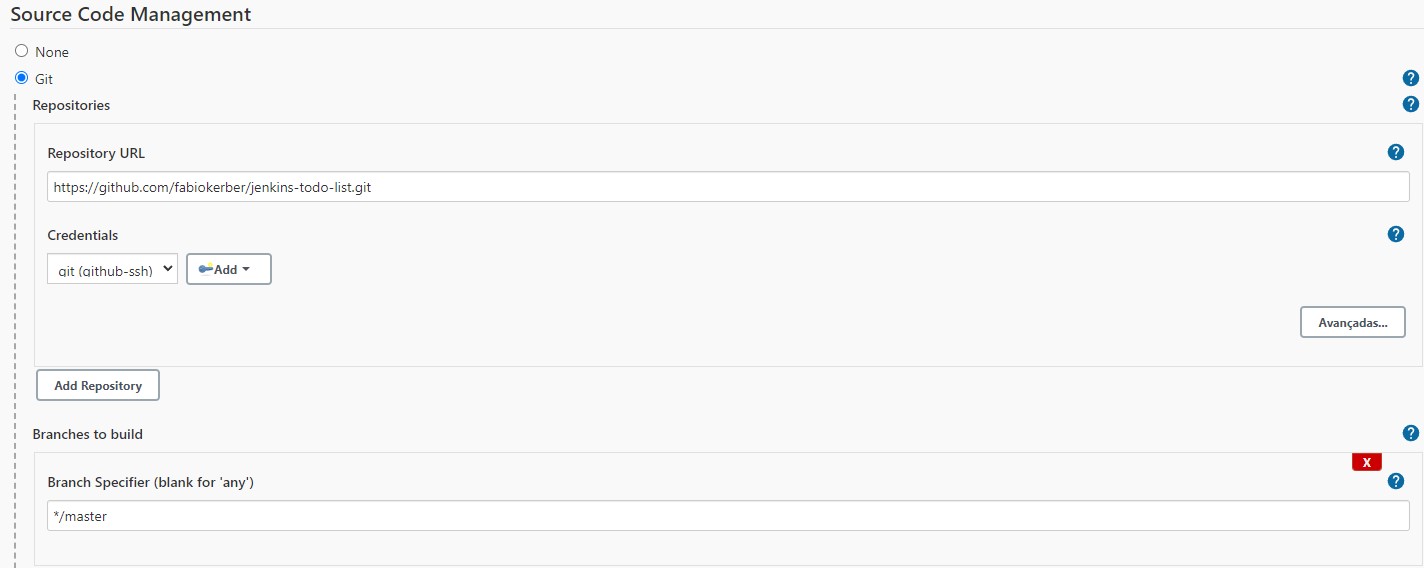 Source Code Management
None
Git
Repositories
Repository URL
https://github.com/fabiokerber/jenkins-todo-list.git
Credentials
git (github-ssh)
Add
Avançadas...
Add Repository
Branches to build
X
Branch Specifier (blank for 'any')
*/master